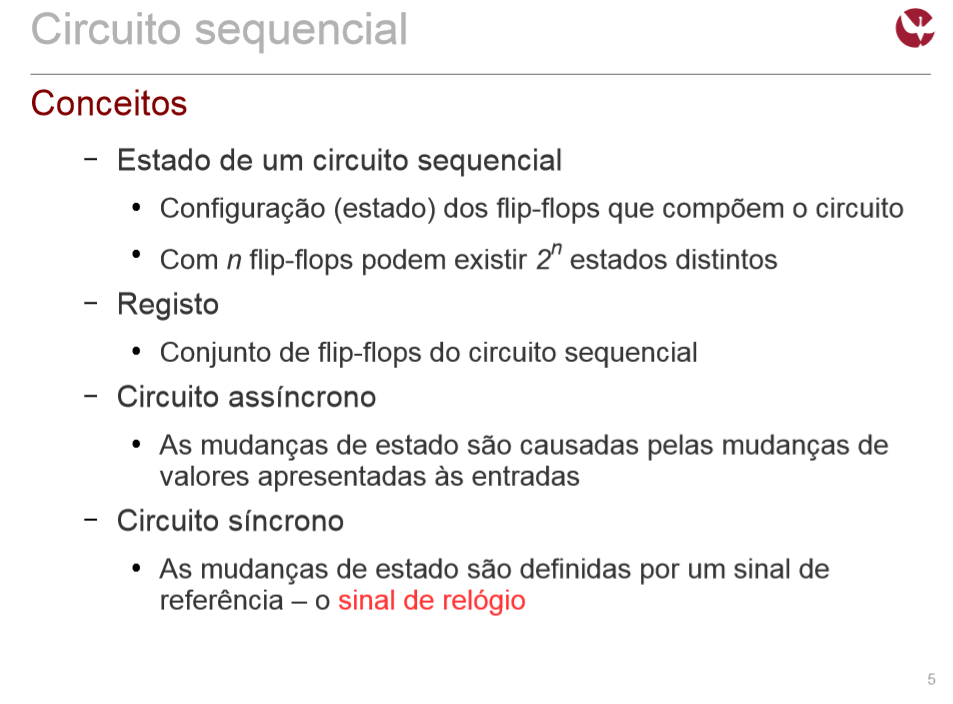 Circuito sequencial
Conceitos
– Estado de um circuito sequencial
• Configuração (estado) dos flip-flops que compõem o circuito
• Com n flip-flops podem existir 2ⁿ estados distintos
– Registo
• Conjunto de flip-flops do circuito sequencial
– Circuito assíncrono
• As mudanças de estado são causadas pelas mudanças de
valores apresentadas às entradas
– Circuito síncrono
• As mudanças de estado são definidas por um sinal de
referência – o sinal de relógio
5